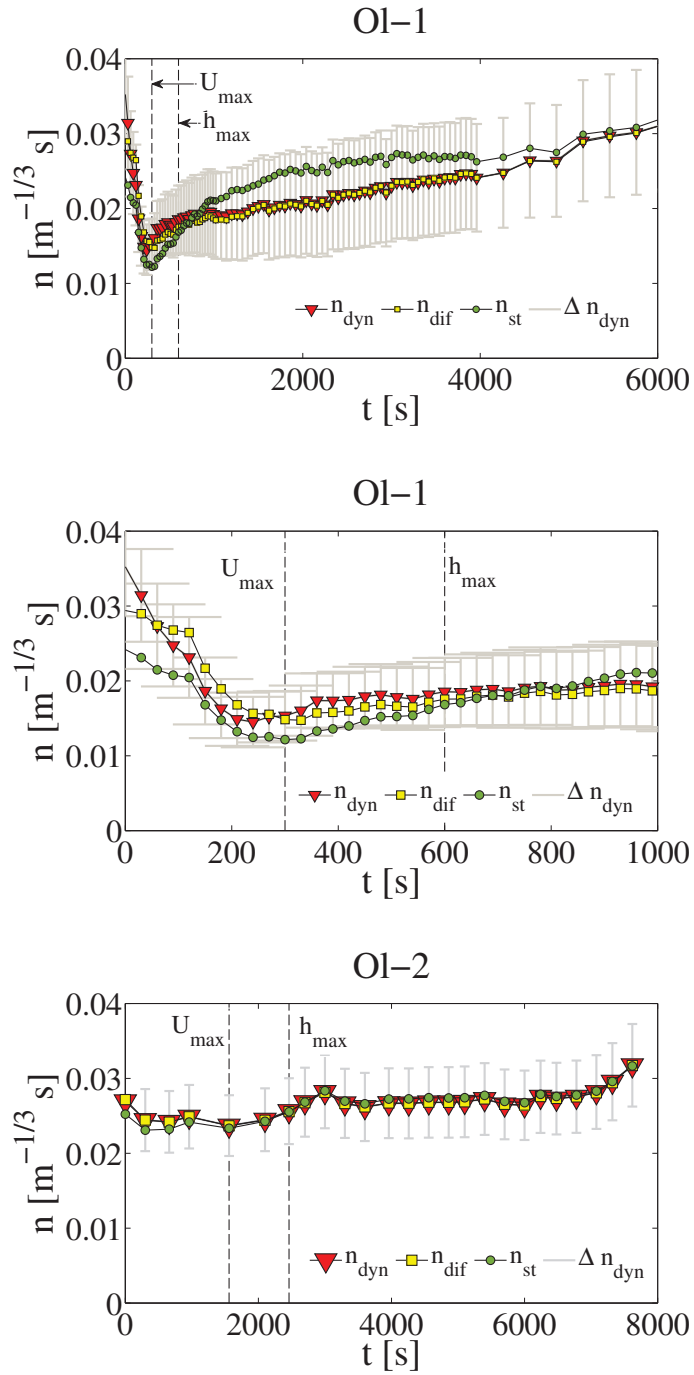 Ol−1
0.04
0.03
0.02
0.01
0
n [m−1/3 s]
U max
h max
n dyn n dif n st Δ n dyn
0 2000 4000 6000
t [s]
Ol−1
0.04
0.03
0.02
0.01
0
n [m−1/3 s]
U max
h max
n dyn n dif n st Δ n dyn
0 200 400 600 800 1000
t [s]
Ol−2
0.04
0.03
0.02
0.01
0
n [m−1/3 s]
U max
h max
n dyn n dif n st Δ n dyn
0 2000 4000 6000 8000
t [s]